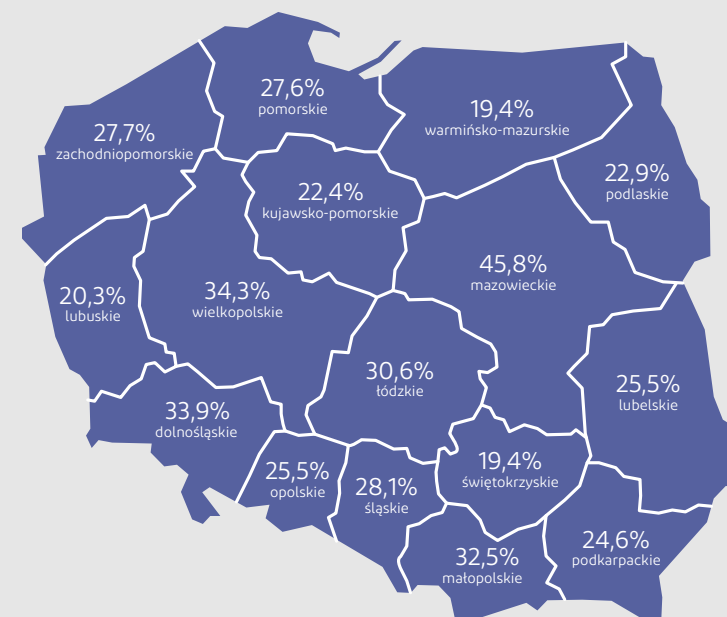 27,6%
pomorskie
19,4%
warmińsko-mazurskie
27,7%
zachodniopomorskie
22,9%
podlaskie
22,4%
kujawsko-pomorskie
45,8%
mazowieckie
20,3%
lubuskie
34,3%
wielkopolskie
30,6%
łódzkie
25,5%
lubelskie
33,9%
dolnośląskie
25,5%
opolskie
28,1%
śląskie
19,4%
świętokrzyskie
32,5%
małopolskie
24,6%
podkarpackie